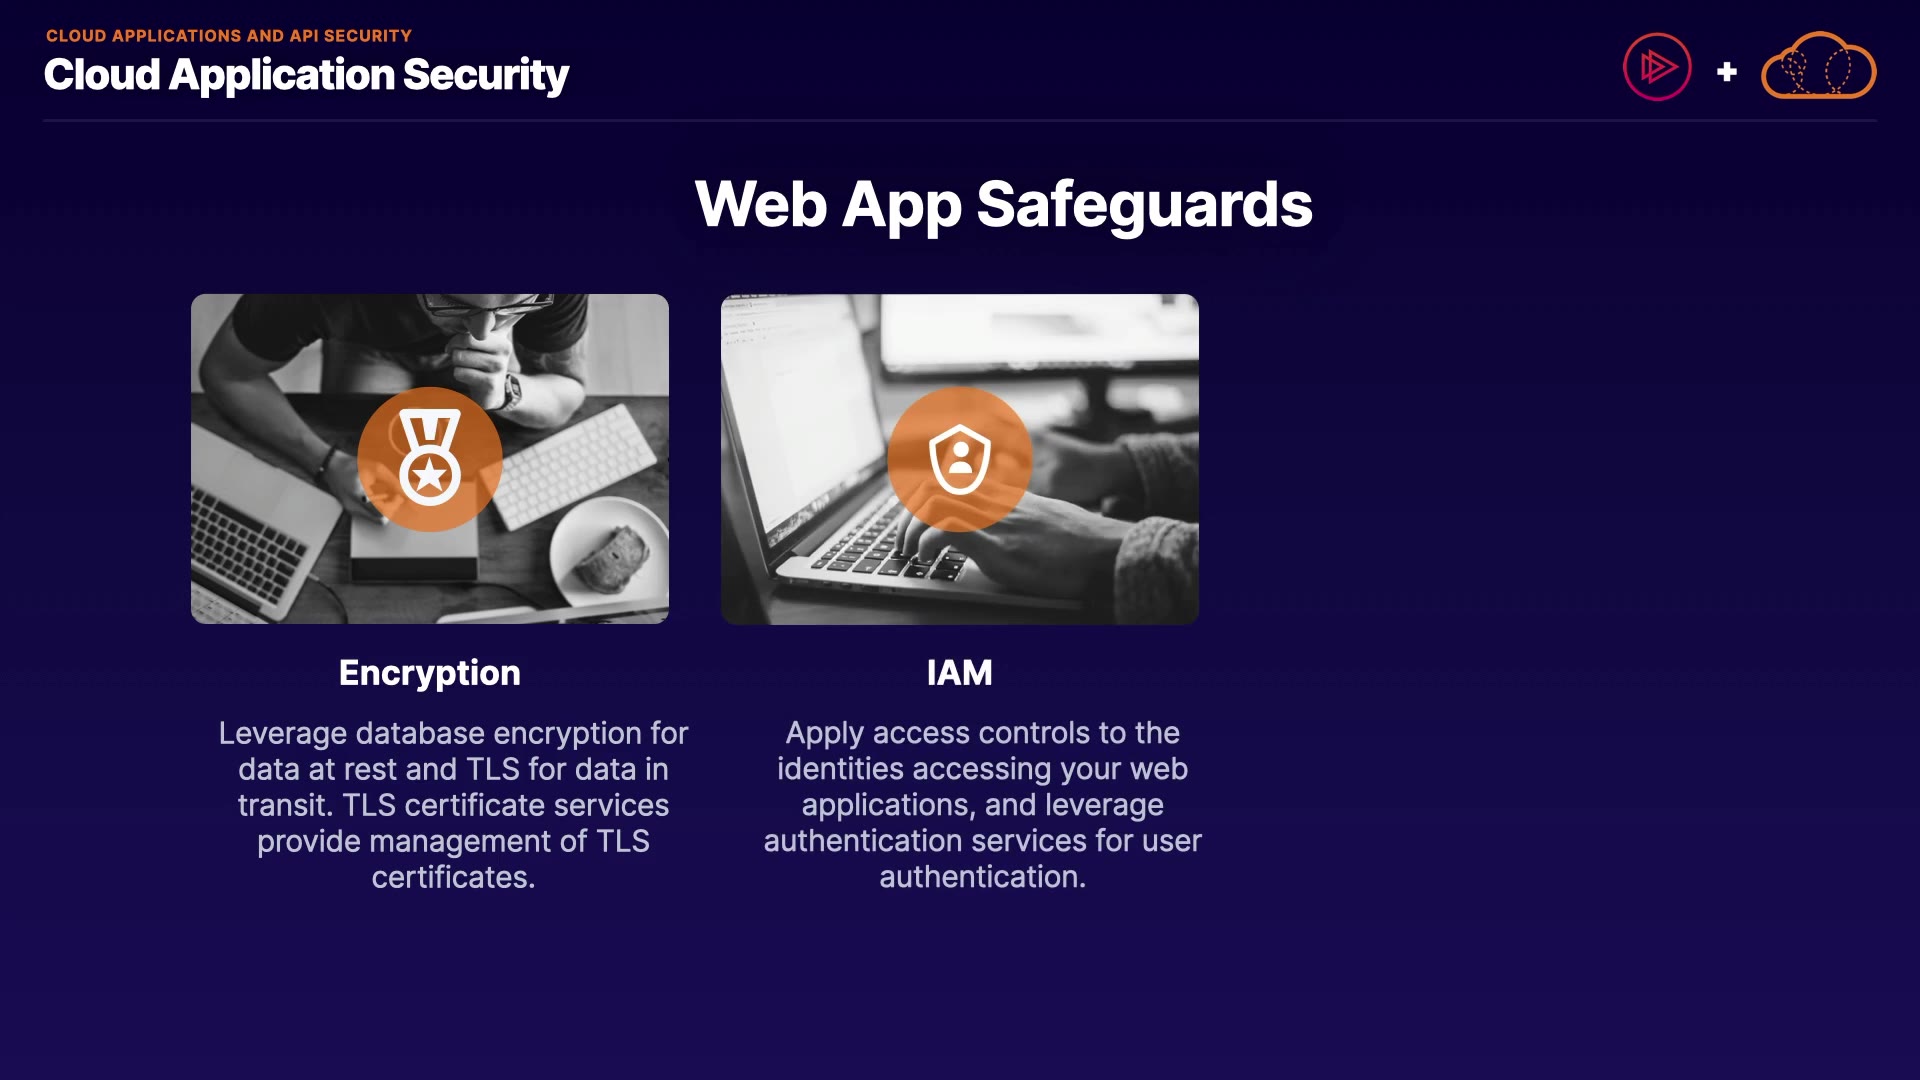 CLOUD APPLICATIONS AND API SECURITY
Cloud Application Security
Web App Safeguards
Encryption
Leverage database encryption for
data at rest and TLS for data in
transit. TLS certificate services
provide management of TLS
certificates.
IAM
Apply access controls to the
identities accessing your web
applications, and leverage
authentication services for user
authentication.